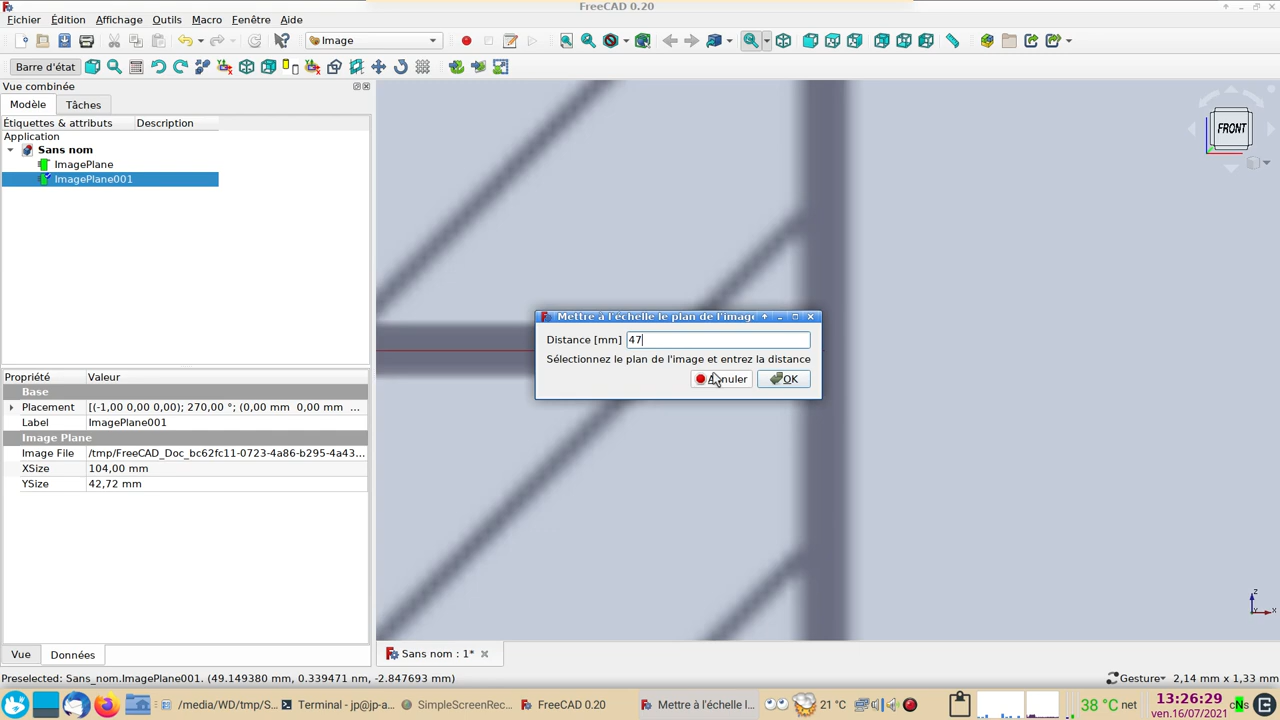 FreeCAD 0.20
Fichier Édition Affichage Outils Macro Fenêtre Aide
Image
Barre d'état
Vue combinée
Modèle Tâches
Étiquettes & attributs Description
Application
Sans nom
ImagePlane
ImagePlane001
FRONT
Mettre à l'échelle le plan de l'image
Distance [mm] 47
Sélectionnez le plan de l'image et entrez la distance
Annuler OK
Propriété Valeur
Base
Placement [(-1,00 0,00 0,00); 270,00 °; (0,00 mm 0,00 mm ...
Label ImagePlane001
Image Plane
Image File /tmp/FreeCAD_Doc_bc62fc11-0723-4a86-b295-4a43...
XSize 104,00 mm
YSize 42,72 mm
z
x
Vue Données
Sans nom : 1*
Preselected: Sans_nom.ImagePlane001. (49.149380 mm, 0.339471 nm, -2.847693 mm) Gesture 2,14 mm x 1,33 mm
/media/WD/tmp/S... Terminal - jp@jp-a... SimpleScreenRec... FreeCAD 0.20 Mettre à l'échelle l... 21 °C 38 °C net 13:26:29
ven.16/07/2021